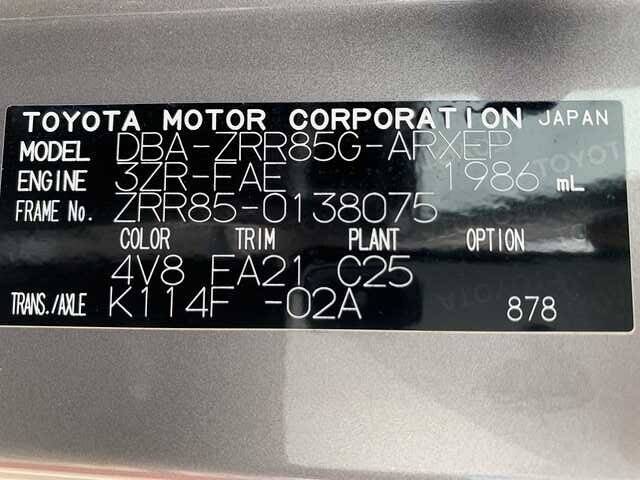 TOYOTA MOTOR CORPORATION JAPAN
MODEL DBA-ZRR85G-ARXEP
ENGINE 3ZR-FAE 1986 mL
FRAME No. ZRR85-0138075
COLOR TRIM PLANT OPTION
4V8 EA21 C25
TRANS./AXLE K114F -02A 878